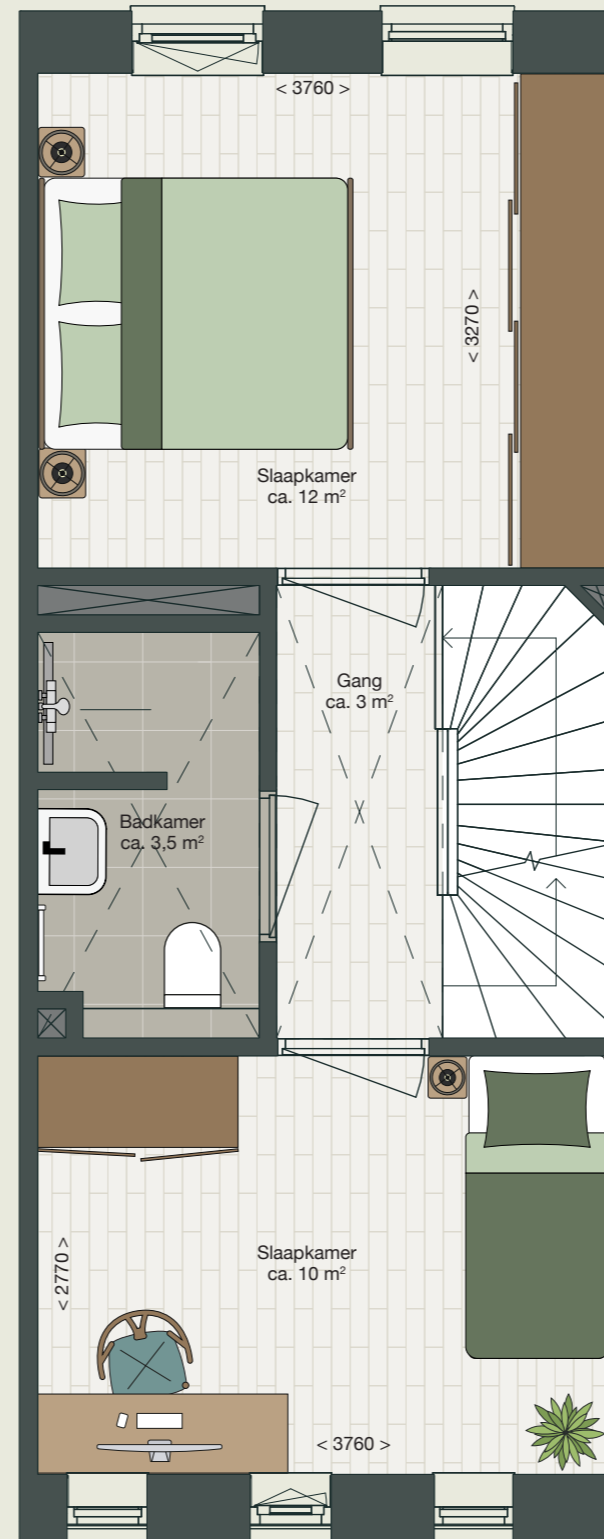 < 3760 >
< 3270 >
Slaapkamer
ca. 12 m²
Gang
ca. 3 m²
Badkamer
ca. 3,5 m²
Slaapkamer
ca. 10 m²
< 2770 >
< 3760 >